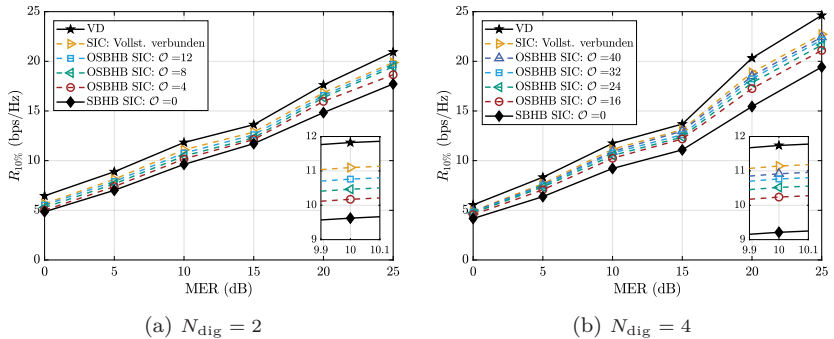 VD
SIC: Vollst. verbunden
OSBHB SIC: 𝒪 =12
OSBHB SIC: 𝒪 =8
OSBHB SIC: 𝒪 =4
SBHB SIC: 𝒪 =0
25
20
15
10
5
0
R10% (bps/Hz)
12
11
10
9
9.9 10 10.1
0 5 10 15 20 25
MER (dB)
(a) Ndig = 2
VD
SIC: Vollst. verbunden
OSBHB SIC: 𝒪 =40
OSBHB SIC: 𝒪 =32
OSBHB SIC: 𝒪 =24
OSBHB SIC: 𝒪 =16
SBHB SIC: 𝒪 =0
25
20
15
10
5
0
R10% (bps/Hz)
12
11
10
9
9.9 10 10.1
0 5 10 15 20 25
MER (dB)
(b) Ndig = 4